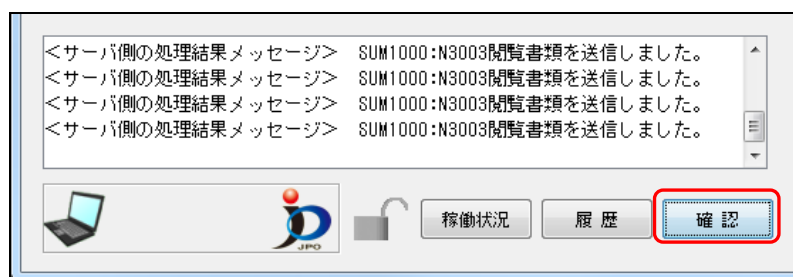 <サーバ側の処理結果メッセージ> SUM1000:N3003閲覧書類を送信しました。
<サーバ側の処理結果メッセージ> SUM1000:N3003閲覧書類を送信しました。
<サーバ側の処理結果メッセージ> SUM1000:N3003閲覧書類を送信しました。
<サーバ側の処理結果メッセージ> SUM1000:N3003閲覧書類を送信しました。
JPO
稼働状況 履歴 確認